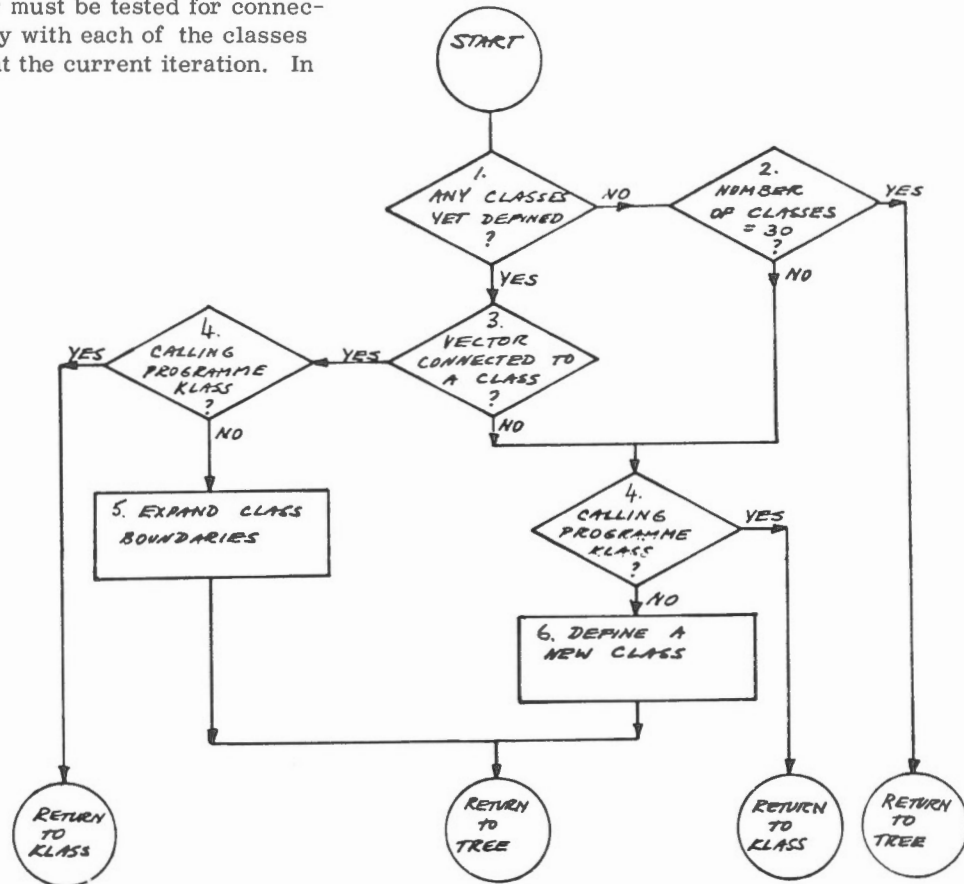 must be tested for connec-
y with each of the classes
t the current iteration. In
START
1.
ANY CLASSES
YET DEFINED
?
NO
YES
2.
NUMBER
OF CLASSES
= 30
?
YES
NO
3.
VECTOR
CONNECTED TO
A CLASS
?
YES
NO
4.
CALLING
PROGRAMME
KLASS
?
YES
NO
5. EXPAND CLASS
BOUNDARIES
4.
CALLING
PROGRAMME
KLASS
?
YES
NO
6. DEFINE A
NEW CLASS
RETURN
TO
KLASS
RETURN
TO
TREE
RETURN
TO
KLASS
RETURN
TO
TREE